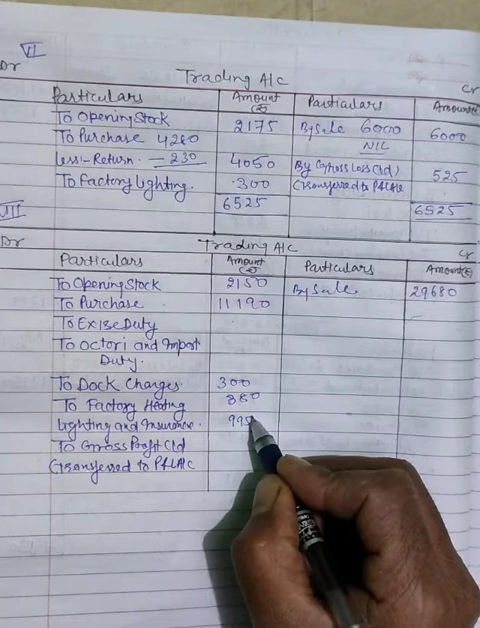 VII
Trading A/c
Dr Cr
Particulars Amount (₹) Particulars Amount(₹)
To Opening Stock 2175 By Sale 6000 6000
To Purchase 4280 NIL
Less:- Return. — 230 4050 By Gross Loss C/d) 525
To Factory Lighting. 300 (transferred to P&L A/c
6525 6525
Trading A/c
Dr Cr
Particulars Amount (₹) Particulars Amount(₹)
To Opening Stock 2150 By Sale. 29680
To Purchase 11190
To Exise Duty
To Octori and Import
Duty.
To Dock Charges. 300
To Factory Heating 880
Lighting and Insurance.
To Gross Profit C/d
(transferred to P&L A/c